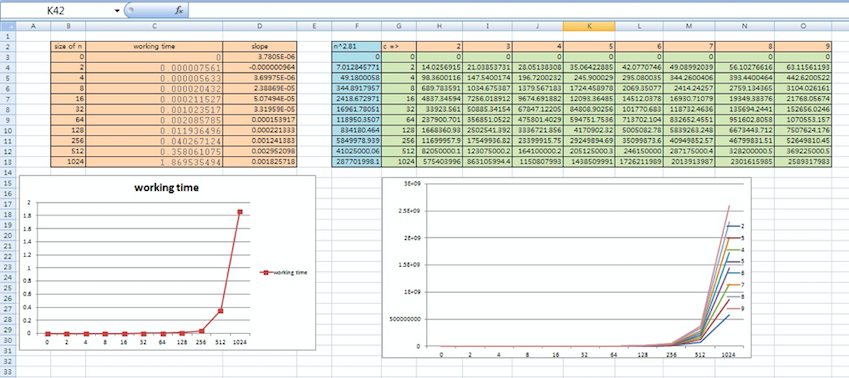 K42 fx
A B C D E F G H I J K L M N O
1
2 size of n working time slope n^2.81 c => 2 3 4 5 6 7 8 9
3 0 0 3.7805E-06 0 0 0 0 0 0 0 0 0 0
4 2 0.000007561 -0.000000964 7.012845771 2 14.0256915 21.03853731 28.05138308 35.06422885 42.0770746 49.08992039 56.10276616 63.11561193
5 4 0.000005633 3.69975E-06 49.1800058 4 98.3600116 147.5400174 196.7200232 245.900029 295.080035 344.2600406 393.4400464 442.6200522
6 8 0.000020432 2.38869E-05 344.8917957 8 689.783591 1034.675387 1379.567183 1724.458978 2069.35077 2414.24257 2759.134365 3104.026161
7 16 0.000211527 5.07494E-05 2418.672971 16 4837.34594 7256.018912 9674.691882 12093.36485 14512.0378 16930.71079 19349.38376 21768.05674
8 32 0.001023517 3.31959E-05 16961.78051 32 33923.561 50885.34154 67847.12205 84808.90256 101770.683 118732.4636 135694.2441 152656.0246
9 64 0.002085785 0.000153917 118950.3507 64 237900.701 356851.0522 475801.4029 594751.7536 713702.104 832652.4551 951602.8058 1070553.157
10 128 0.011936496 0.000221333 834180.464 128 1668360.93 2502541.392 3336721.856 4170902.32 5005082.78 5839263.248 6673443.712 7507624.176
11 256 0.040267124 0.001241383 5849978.939 256 11699957.9 17549936.82 23399915.75 29249894.69 35099873.6 40949852.57 46799831.51 52649810.45
12 512 0.358061075 0.002952098 41025000.06 512 82050000.1 123075000.2 164100000.2 205125000.3 246150000 287175000.4 328200000.5 369225000.5
13 1024 1.869535494 0.001825718 287701998.1 1024 575403996 863105994.4 1150807993 1438509991 1726211989 2013913987 2301615985 2589317983
14
15
16
17
18
19
20
21
22
23
24
25
26
27
28
29
30
31
32
33
working time
2
1.8
1.6
1.4
1.2
1
0.8
0.6
0.4
0.2
0
0 2 4 8 16 32 64 128 256 512 1024
working time
3E+09
2.5E+09
2E+09
1.5E+09
1E+09
500000000
0
0 2 4 8 16 32 64 128 256 512 1024
2
3
4
5
6
7
8
9